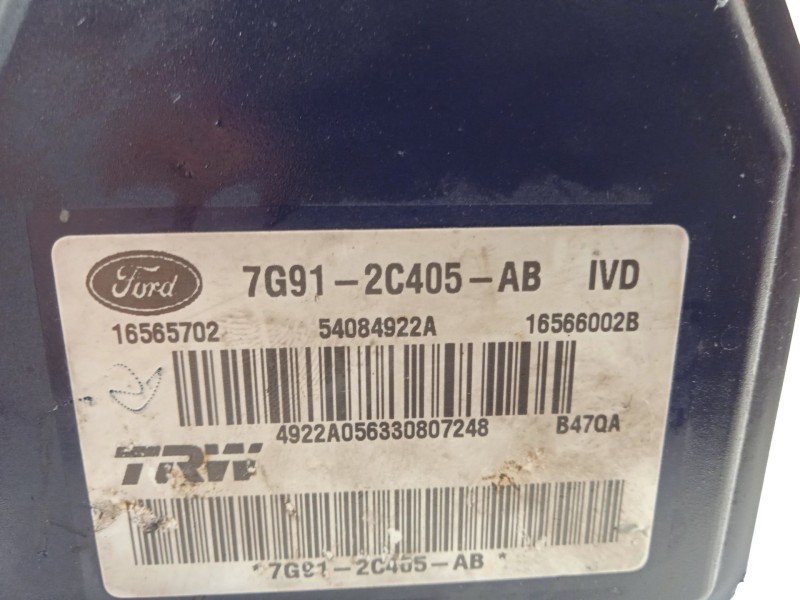 Ford 7G91-2C405-AB IVD
16565702 54084922A 16566002B
4922A056330807248 B47QA
TRW
* 7G91-2C405-AB *